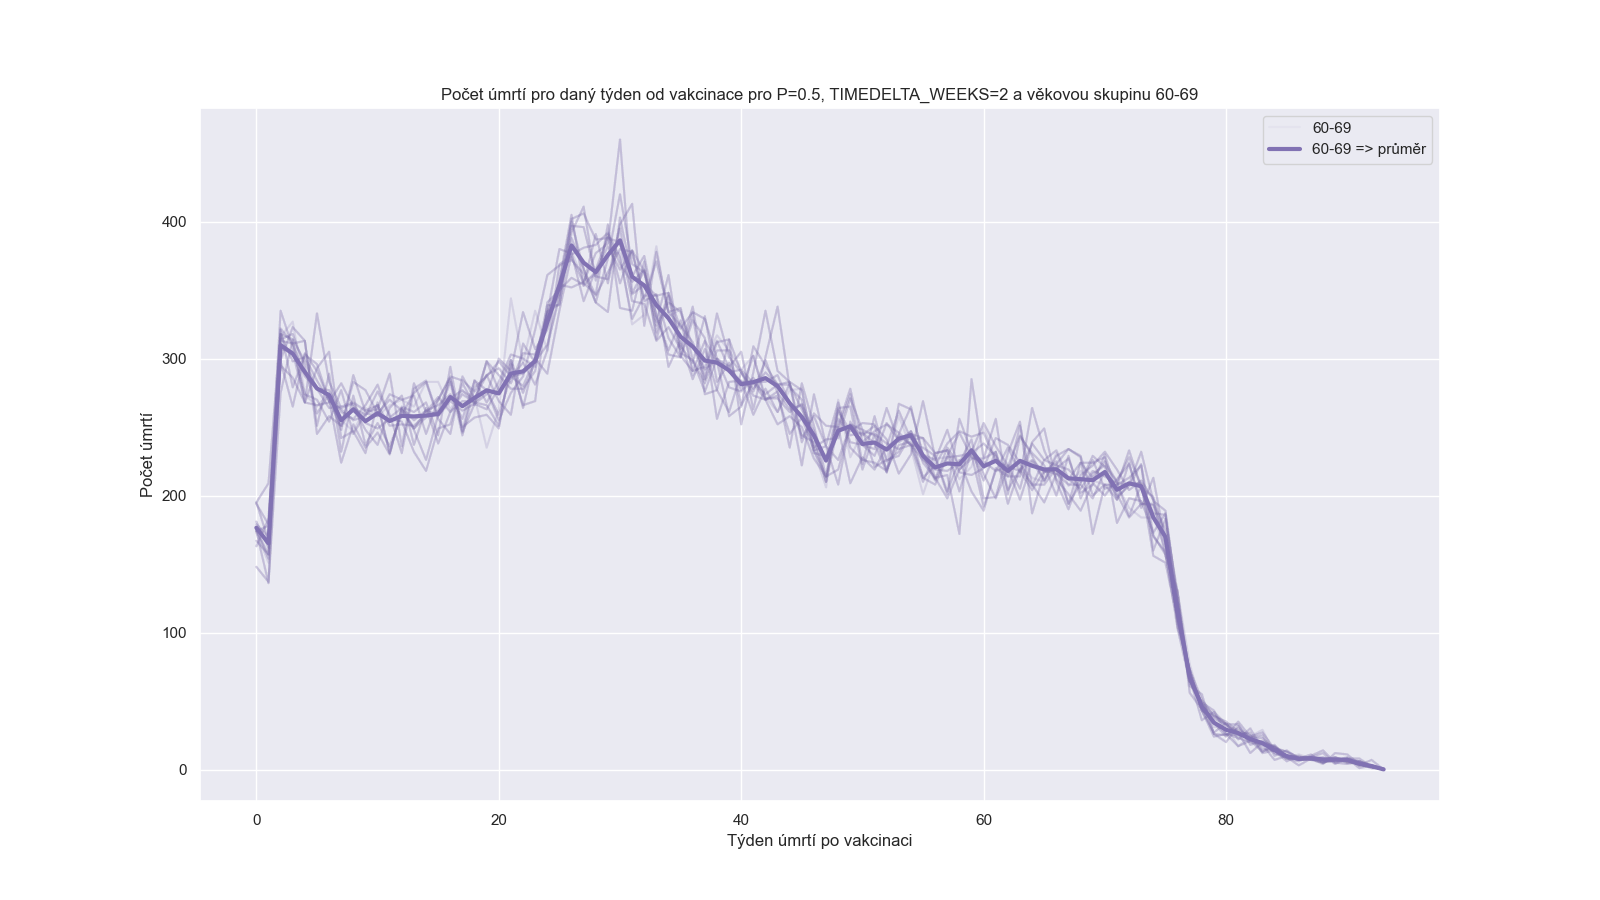 Počet úmrtí pro daný týden od vakcinace pro P=0.5, TIMEDELTA_WEEKS=2 a věkovou skupinu 60-69
60-69
60-69 => průměr
Počet úmrtí
400
300
200
100
0
0
20
40
60
80
Týden úmrtí po vakcinaci